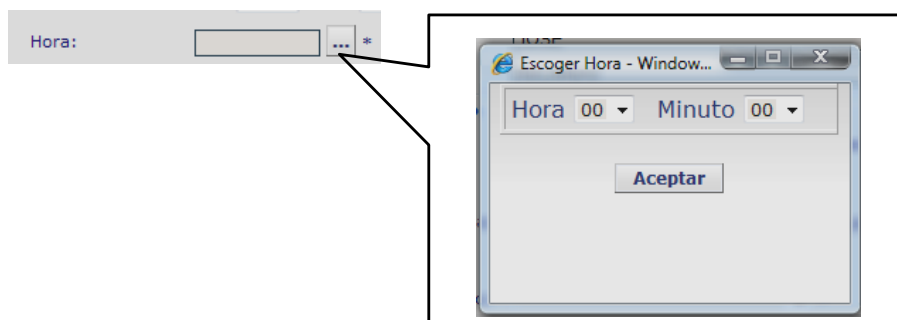 Hora: ... *
Escoger Hora - Window...
Hora 00 Minuto 00
Aceptar